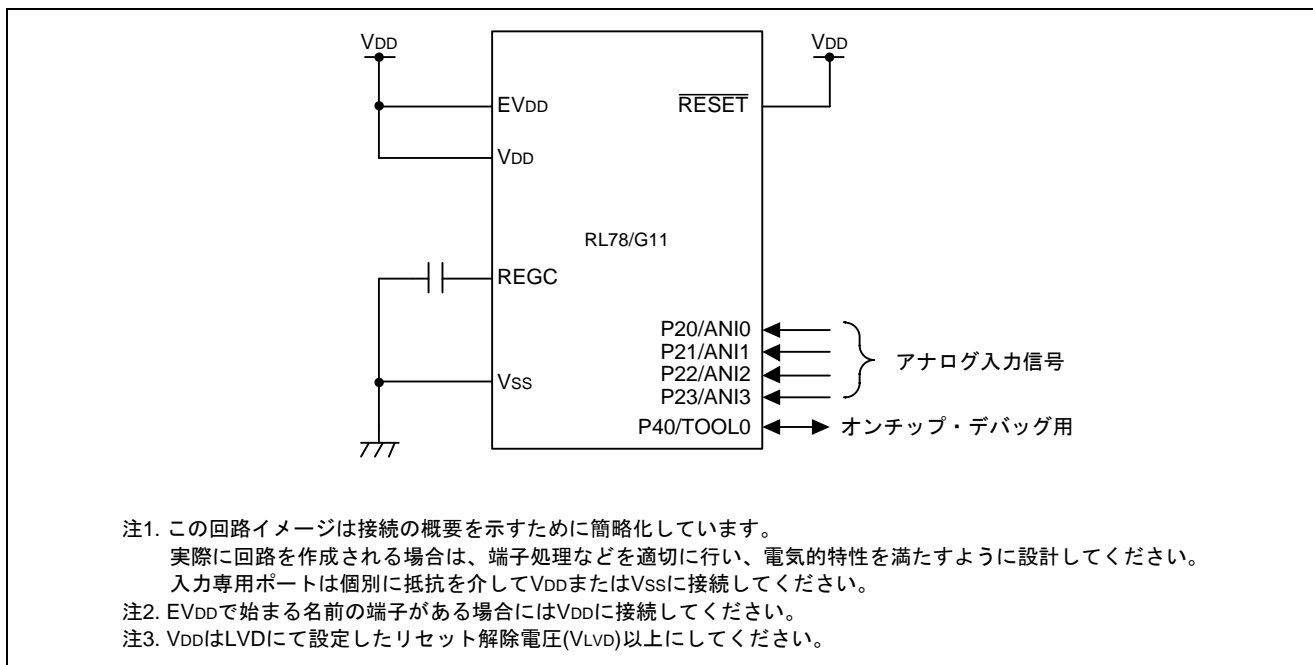 VDD
VDD
EVDD
RESET
VDD
RL78/G11
REGC
P20/ANI0
P21/ANI1
P22/ANI2
P23/ANI3
アナログ入力信号
VSS
P40/TOOL0
オンチップ・デバッグ用
注1. この回路イメージは接続の概要を示すために簡略化しています。
実際に回路を作成される場合は、端子処理などを適切に行い、電気的特性を満たすように設計してください。
入力専用ポートは個別に抵抗を介してVDDまたはVSSに接続してください。
注2. EVDDで始まる名前の端子がある場合にはVDDに接続してください。
注3. VDDはLVDにて設定したリセット解除電圧(VLVD)以上にしてください。